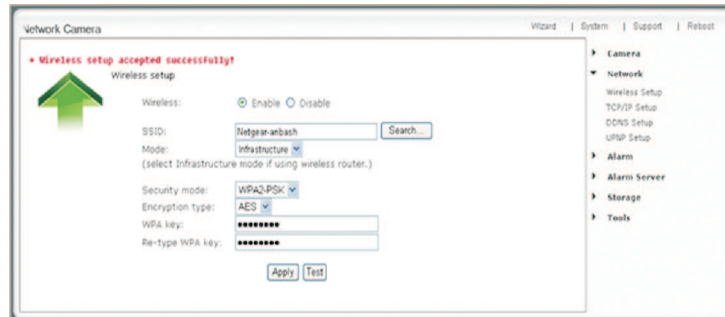 Network Camera
Wizard | System | Support | Reboot
* Wireless setup accepted successfully!
Wireless setup
Wireless: Enable Disable
SSID: Netgear-anbash Search...
Mode: Infrastructure
(select Infrastructure mode if using wireless router.)
Security mode: WPA2-PSK
Encryption type: AES
WPA key: ••••••••
Re-type WPA key: ••••••••
Apply Test
Camera
Network
Wireless Setup
TCP/IP Setup
DDNS Setup
UPNP Setup
Alarm
Alarm Server
Storage
Tools